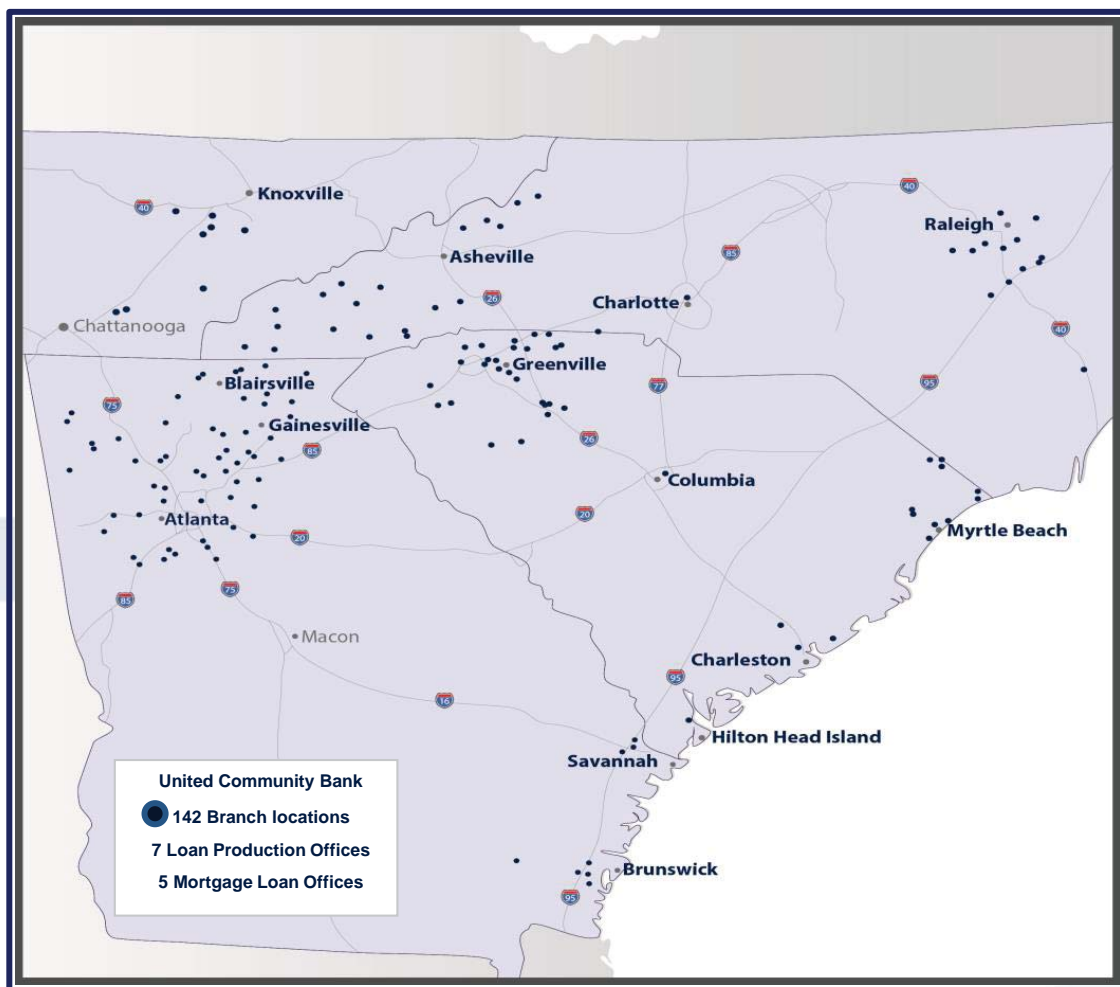 Knoxville
40
40
Raleigh
Asheville
85
26
Charlotte
Chattanooga
40
Greenville
Blairsville
77
95
75
Gainesville
26
85
Columbia
20
Atlanta
Myrtle Beach
20
75
85
Macon
Charleston
95
16
Hilton Head Island
Savannah
United Community Bank
142 Branch locations
7 Loan Production Offices
5 Mortgage Loan Offices
Brunswick
95